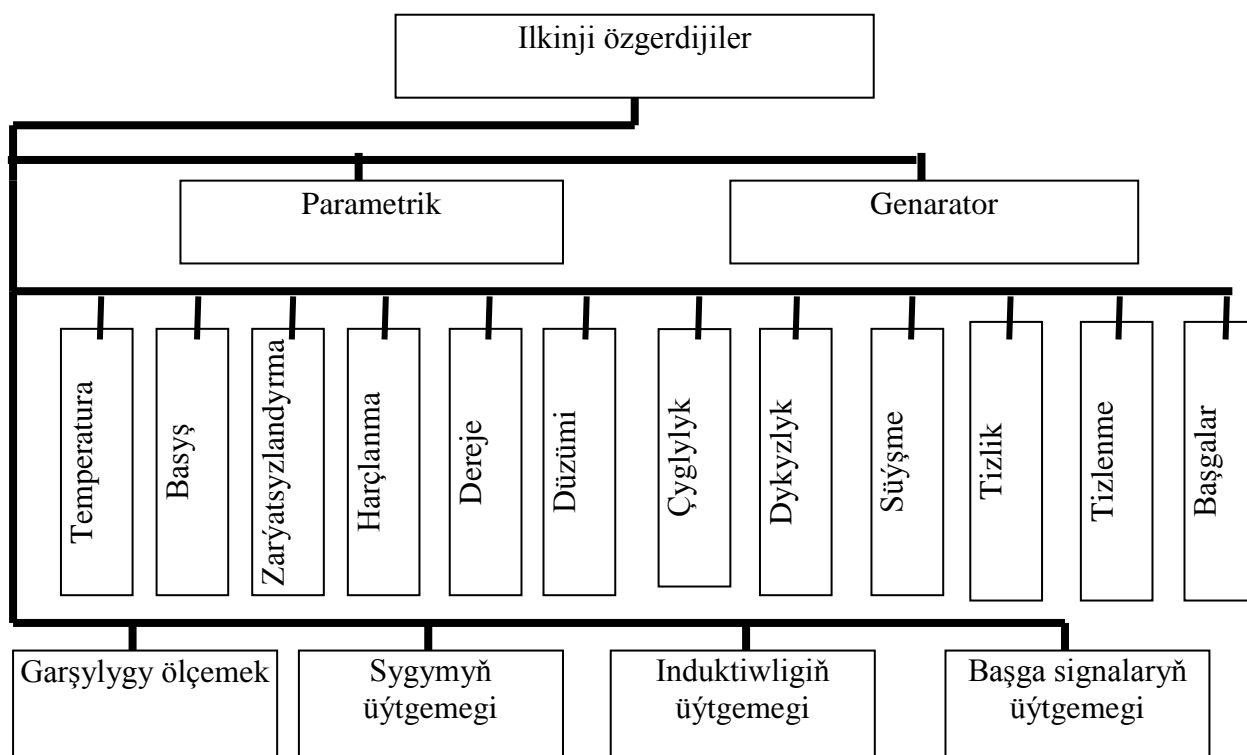 Ilkinji özgerdijiler
Parametrik
Genarator
Temperatura
Basyş
Zarýatsyzlandyrma
Harçlanma
Dereje
Düzümi
Çyglylyk
Dykyzlyk
Süýşme
Tizlik
Tizlenme
Başgalar
Garşylygy ölçemek
Sygymyň
üýtgemegi
Induktiwligiň
üýtgemegi
Başga signalaryň
üýtgemegi